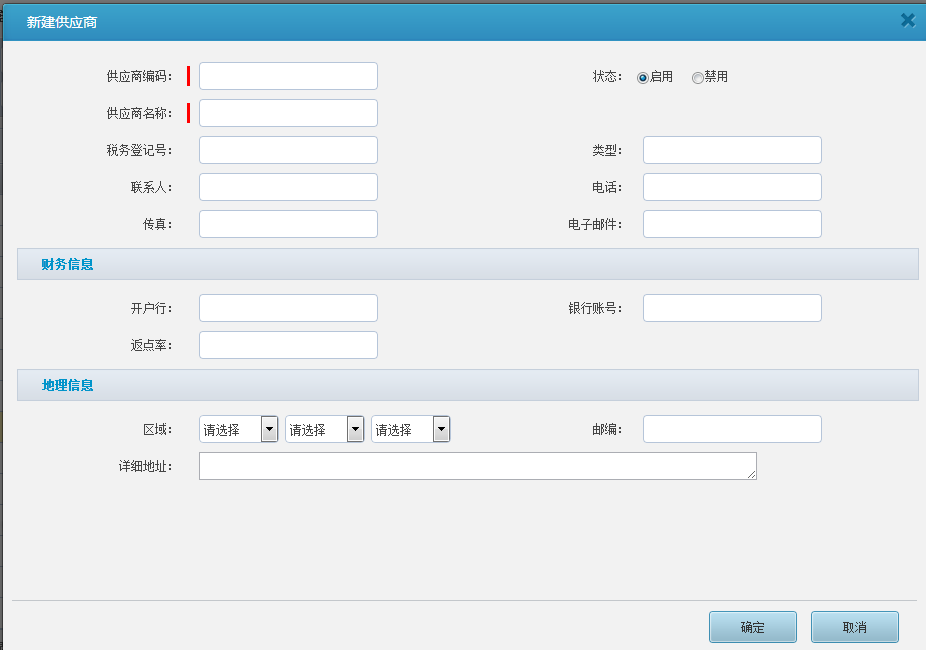 新建供应商
供应商编码： 状态： 启用 禁用
供应商名称：
税务登记号： 类型：
联系人： 电话：
传真： 电子邮件：
财务信息
开户行： 银行账号：
返点率：
地理信息
区域： 请选择 请选择 请选择 邮编：
详细地址：
确定 取消